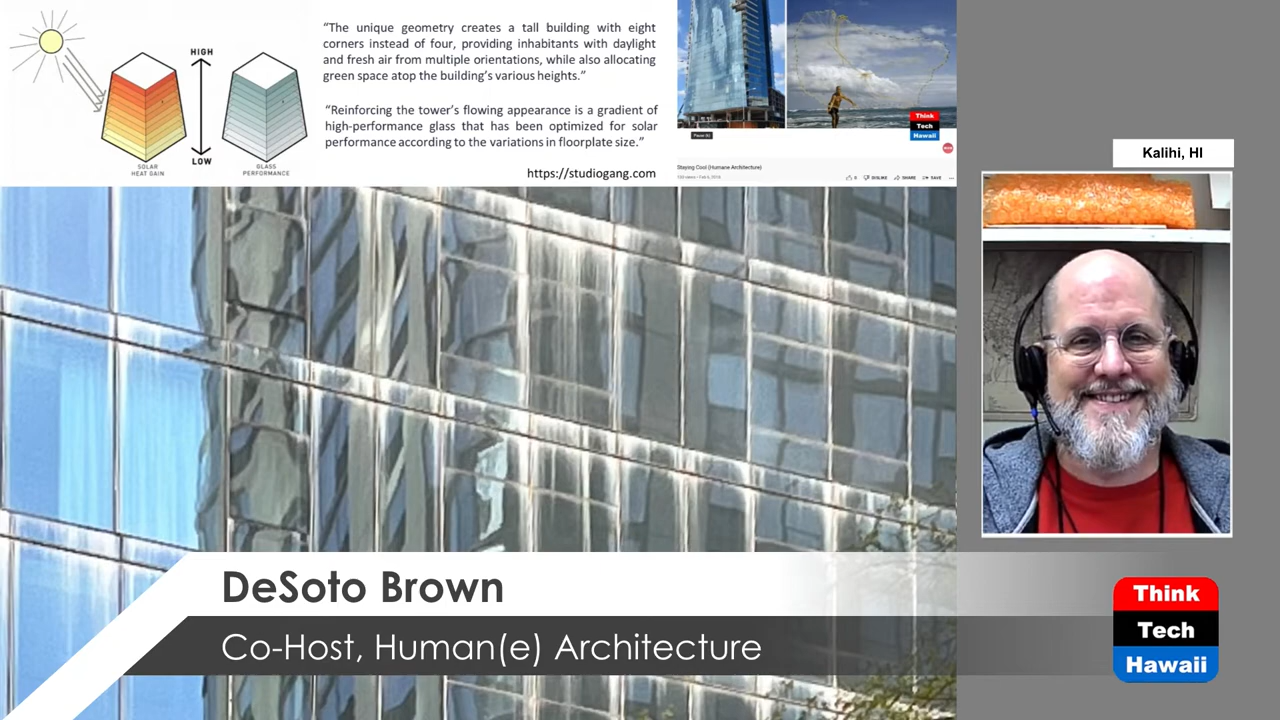 HIGH
LOW
SOLAR
HEAT GAIN
GLASS
PERFORMANCE
“The unique geometry creates a tall building with eight
corners instead of four, providing inhabitants with daylight
and fresh air from multiple orientations, while also allocating
green space atop the building’s various heights.”
“Reinforcing the tower’s flowing appearance is a gradient of
high-performance glass that has been optimized for solar
performance according to the variations in floorplate size.”
https://studiogang.com
Think
Tech
Hawaii
Staying Cool (Humane Architecture)
DISLIKE
SHARE
SAVE
Kalihi, HI
DeSoto Brown
Co-Host, Human(e) Architecture
Think
Tech
Hawaii